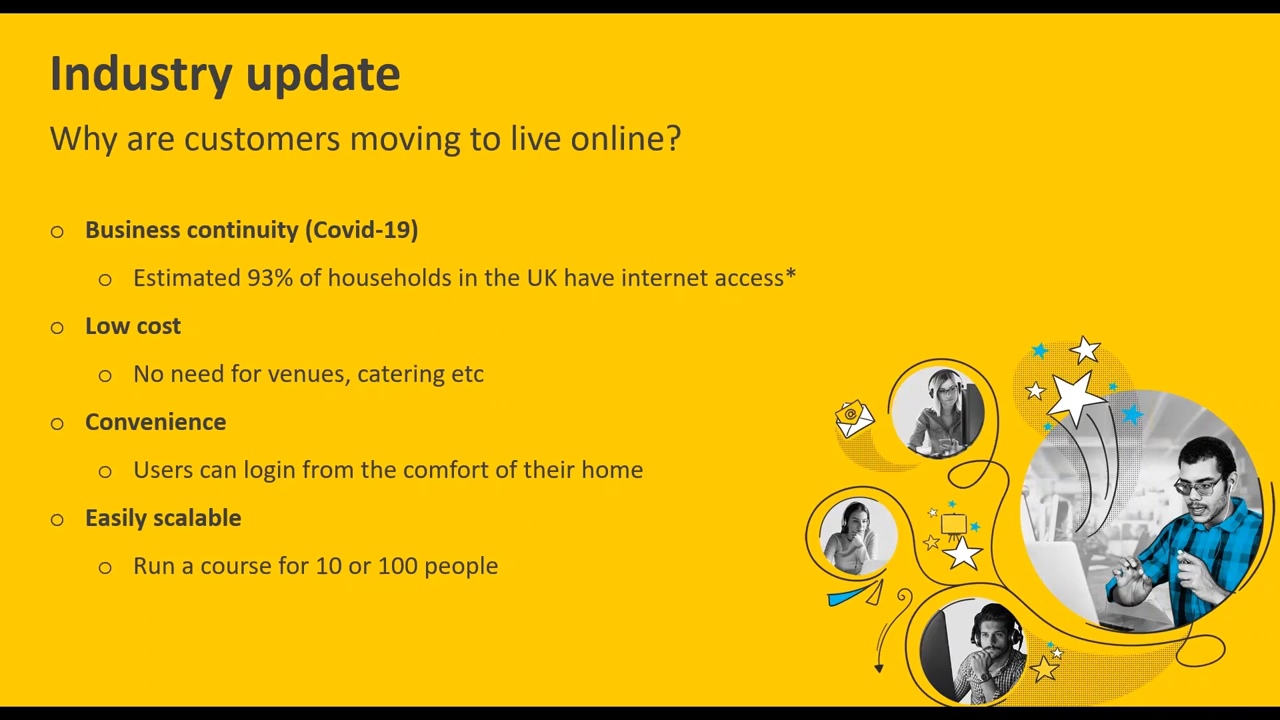 Industry update
Why are customers moving to live online?
Business continuity (Covid-19)
Estimated 93% of households in the UK have internet access*
Low cost
No need for venues, catering etc
Convenience
Users can login from the comfort of their home
Easily scalable
Run a course for 10 or 100 people